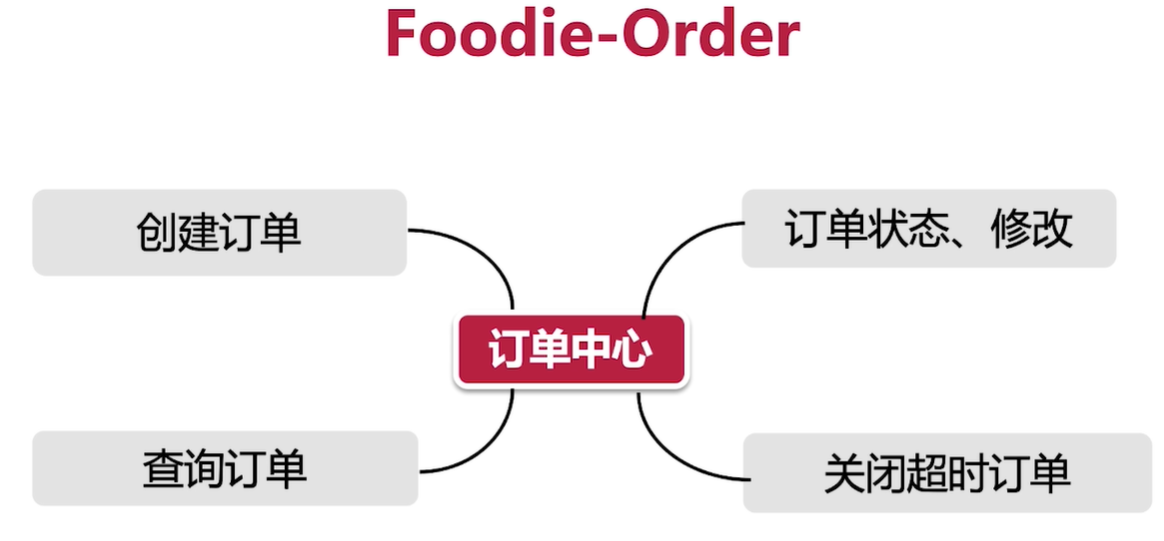 Foodie-Order
创建订单
订单状态、修改
订单中心
查询订单
关闭超时订单